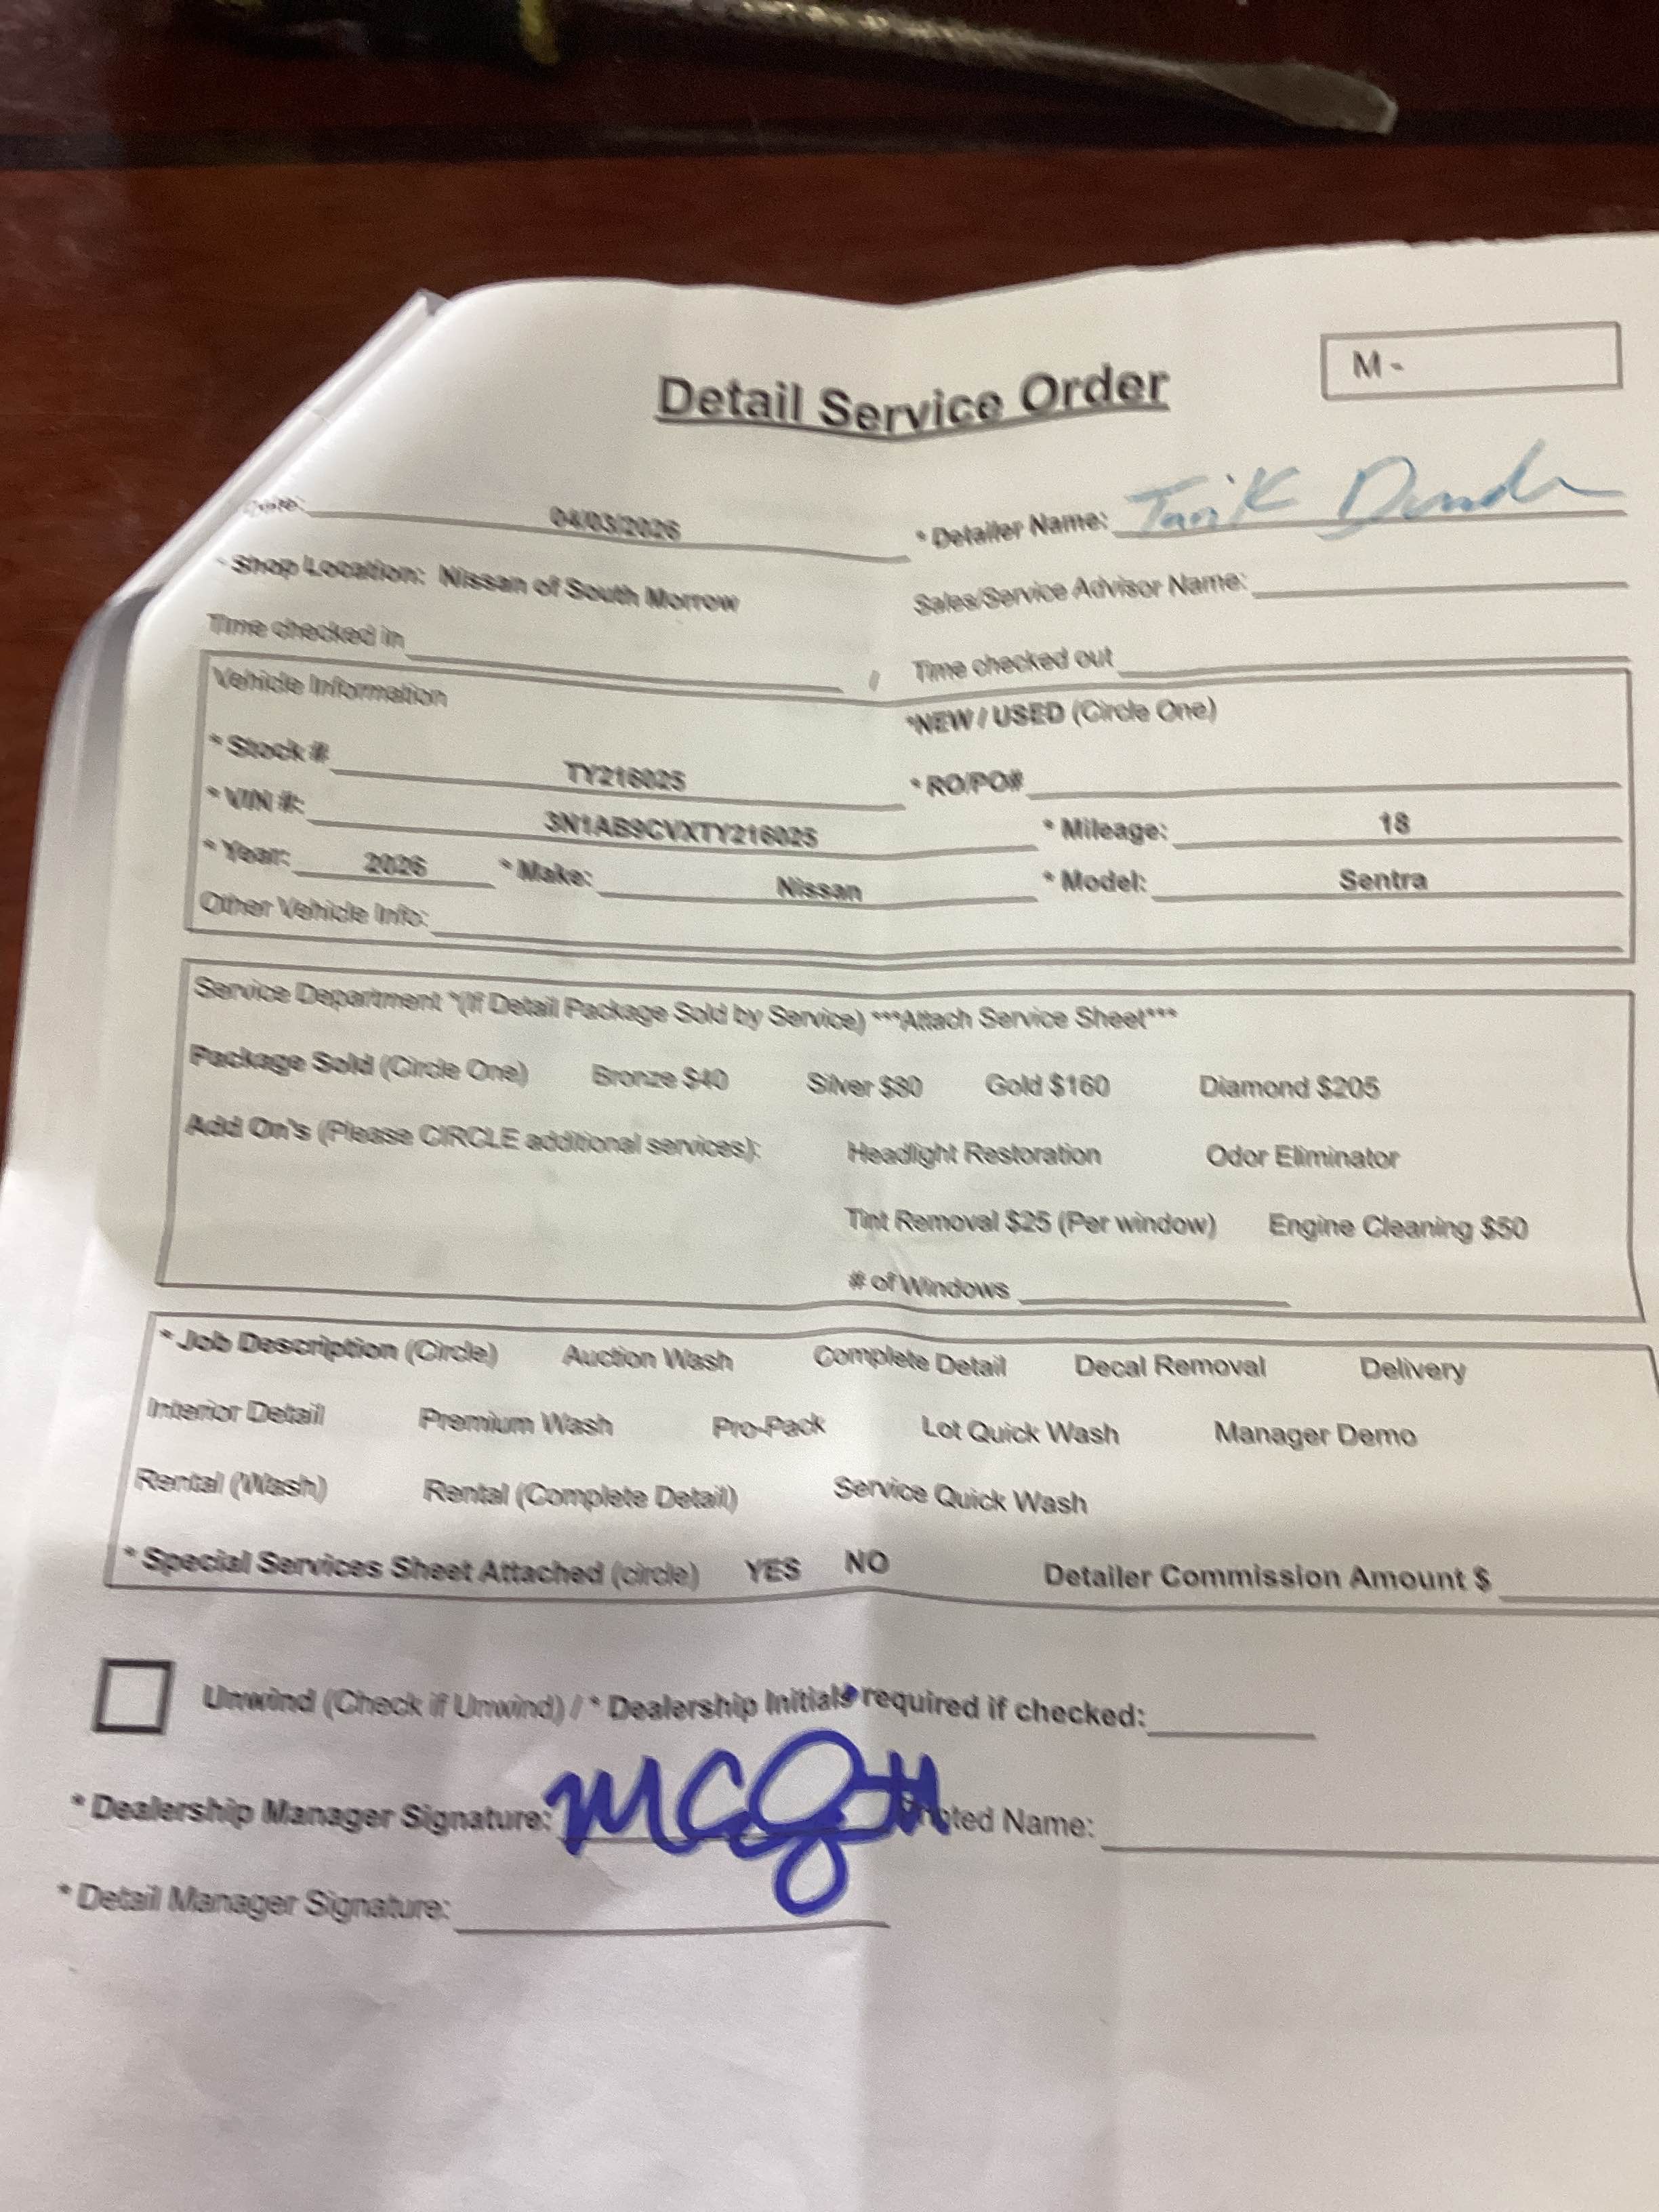 Detail Service Order
M -
Date: 04/03/2026 * Detailer Name: Tarik
* Shop Location: Nissan of South Morrow Sales/Service Advisor Name:
Time checked in / Time checked out
Vehicle Information *NEW / USED (Circle One)
* Stock # TY216025 * RO/PO#
* VIN #: 3N1AB9CVXTY216025 * Mileage: 18
* Year: 2026 * Make: Nissan * Model: Sentra
Other Vehicle Info:
Service Department *(If Detail Package Sold by Service) ***Attach Service Sheet***
Package Sold (Circle One) Bronze $40 Silver $80 Gold $160 Diamond $205
Add On's (Please CIRCLE additional services): Headlight Restoration Odor Eliminator
Tint Removal $25 (Per window) Engine Cleaning $50
# of Windows
* Job Description (Circle) Auction Wash Complete Detail Decal Removal Delivery
Interior Detail Premium Wash Pro-Pack Lot Quick Wash Manager Demo
Rental (Wash) Rental (Complete Detail) Service Quick Wash
* Special Services Sheet Attached (circle) YES NO Detailer Commission Amount $
Unwind (Check if Unwind) / * Dealership Initials required if checked:
* Dealership Manager Signature: Printed Name:
* Detail Manager Signature: